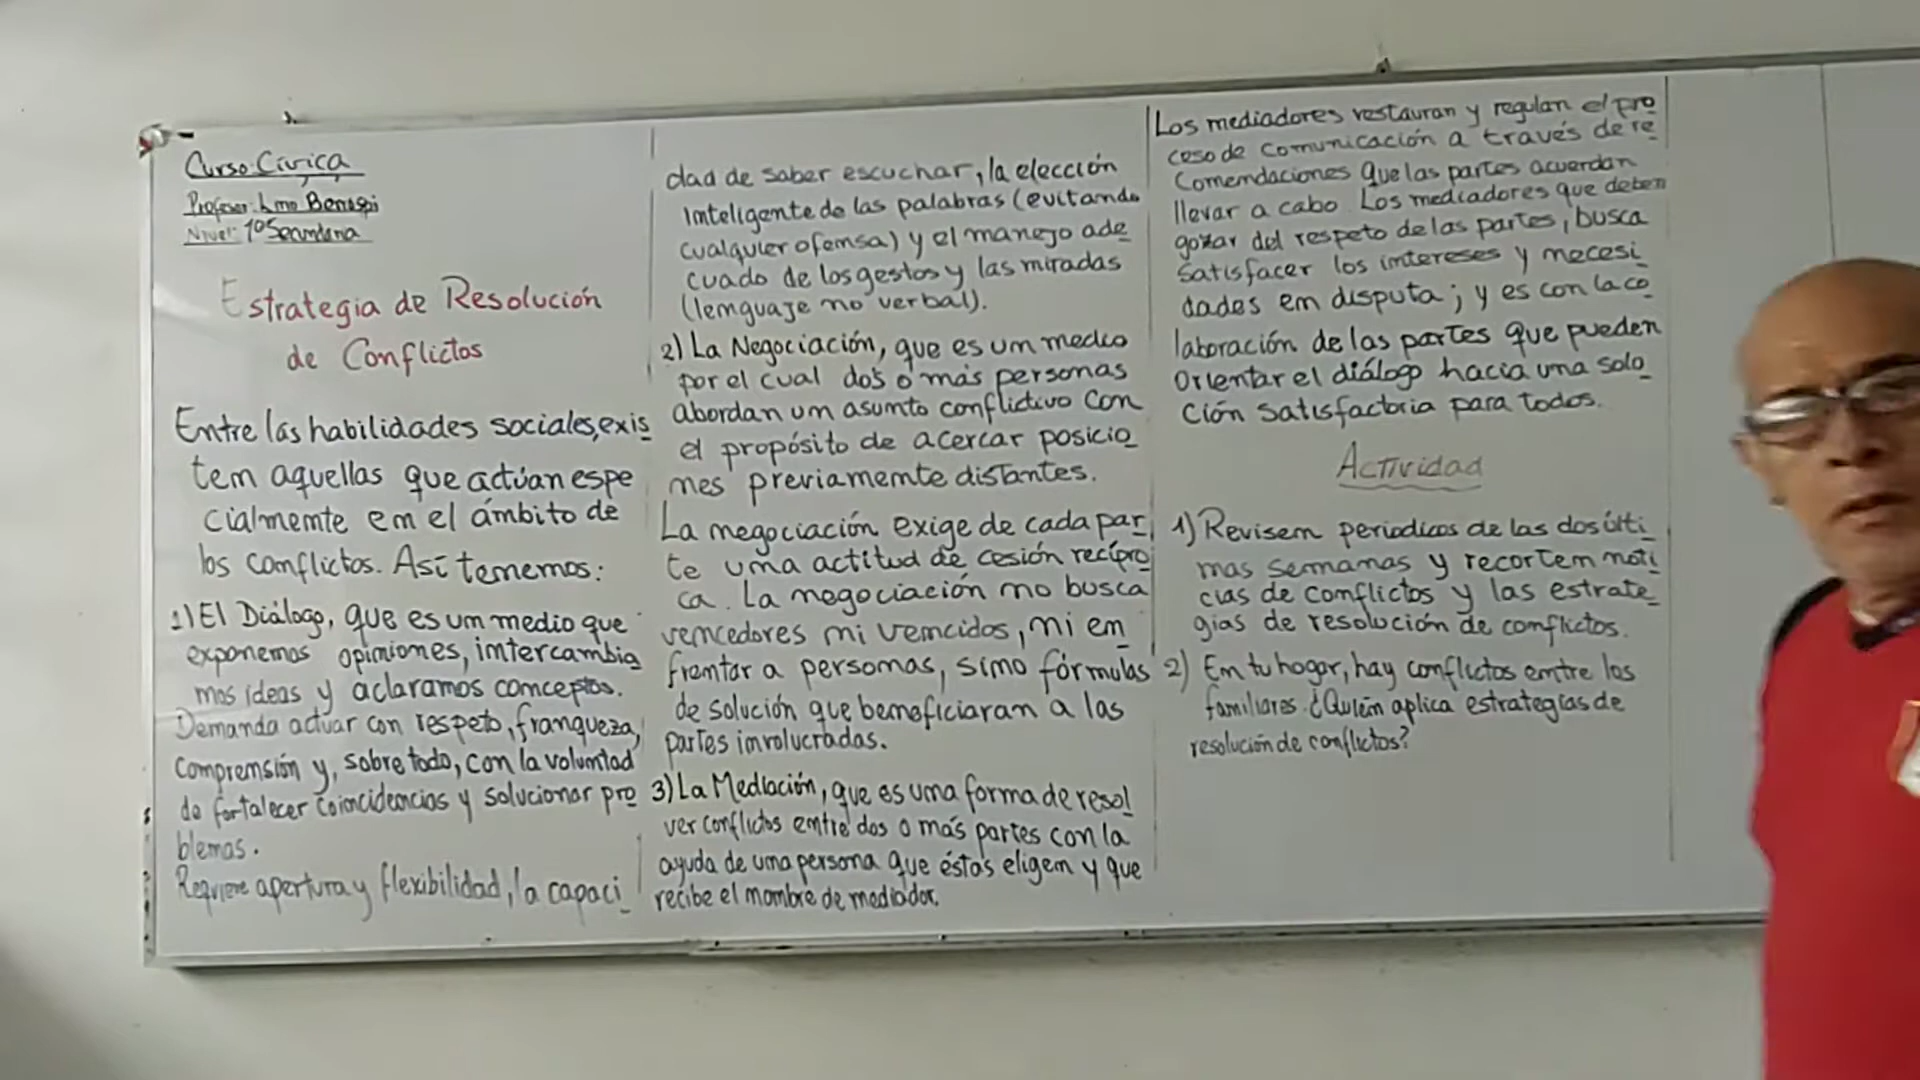 Curso: Cívica
Profesor: Lino Benaspi
Nivel: 1º Secundaria
Estrategia de Resolución
de Conflictos
Entre las habilidades sociales, exis
ten aquellas que actúan espe
cialmente en el ámbito de
los conflictos. Así tenemos:
1) El Diálogo, que es un medio que
exponemos opiniones, intercambia
mos ideas y aclaramos conceptos.
Demanda actuar con respeto, franqueza,
comprensión y, sobre todo, con la voluntad
de fortalecer coincidencias y solucionar pro
blemas.
Requiere apertura y flexibilidad, la capaci
dad de saber escuchar, la elección
inteligente de las palabras (evitando
cualquier ofensa) y el manejo ade
cuado de los gestos y las miradas
(lenguaje no verbal).
2) La Negociación, que es un medio
por el cual dos o más personas
abordan un asunto conflictivo con
el propósito de acercar posicio
nes previamente distantes.
La negociación exige de cada par
te una actitud de cesión recípro
ca. La negociación no busca
vencedores ni vencidos, ni en
frentar a personas, sino fórmulas
de solución que beneficiaran a las
partes involucradas.
3) La Mediación, que es una forma de resol
ver conflictos entre dos o más partes con la
ayuda de una persona que éstas eligen y que
recibe el nombre de mediador.
Los mediadores restauran y regulan el pro
ceso de comunicación a través de re
comendaciones que las partes acuerdan
llevar a cabo. Los mediadores que deben
gozar del respeto de las partes, busca
satisfacer los intereses y necesi
dades en disputa; y es con la co
laboración de las partes que pueden
orientar el diálogo hacia una solo
ción satisfactoria para todos.
Actividad
1) Revisen periodicos de las dos últi
mas semanas y recorten noti
cias de conflictos y las estrate
gias de resolución de conflictos.
2) En tu hogar, hay conflictos entre los
familiares. ¿Quién aplica estrategias de
resolución de conflictos?